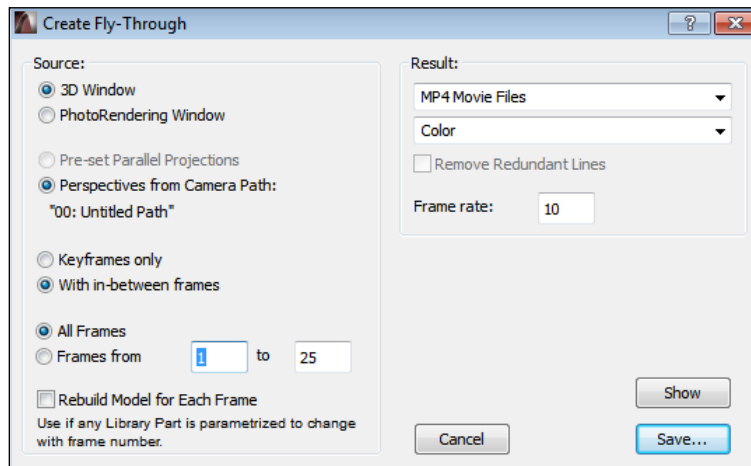 Create Fly-Through
Source:
3D Window
PhotoRendering Window
Pre-set Parallel Projections
Perspectives from Camera Path:
"00: Untitled Path"
Keyframes only
With in-between frames
All Frames
Frames from 1 to 25
Rebuild Model for Each Frame
Use if any Library Part is parametrized to change
with frame number.
Result:
MP4 Movie Files
Color
Remove Redundant Lines
Frame rate: 10
Show
Cancel
Save...